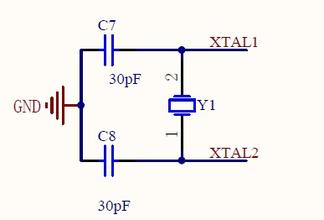 C7
XTAL1
30pF
2
GND
Y1
1
C8
XTAL2
30pF